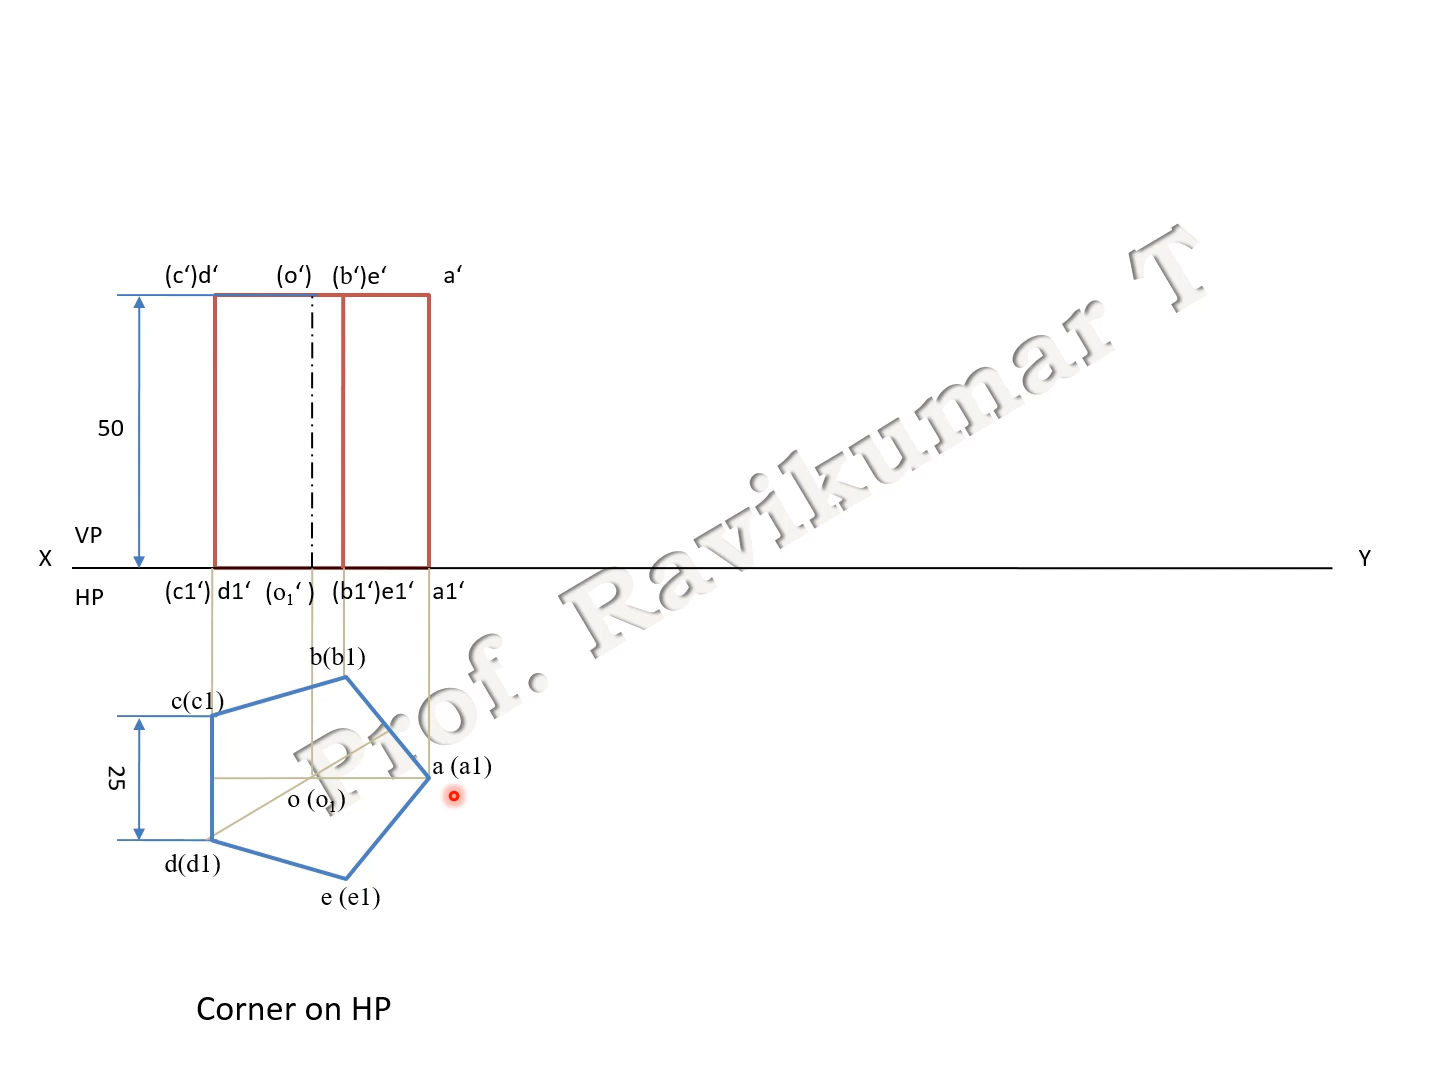 (c‘)d‘ (o‘) (b‘)e‘ a‘
50
VP
X Y
HP
(c1‘) d1‘ (o₁‘ ) (b1‘)e1‘ a1‘
b(b1)
c(c1)
a (a1)
25
o (o₁)
d(d1)
e (e1)
Corner on HP
Prof. Ravikumar T